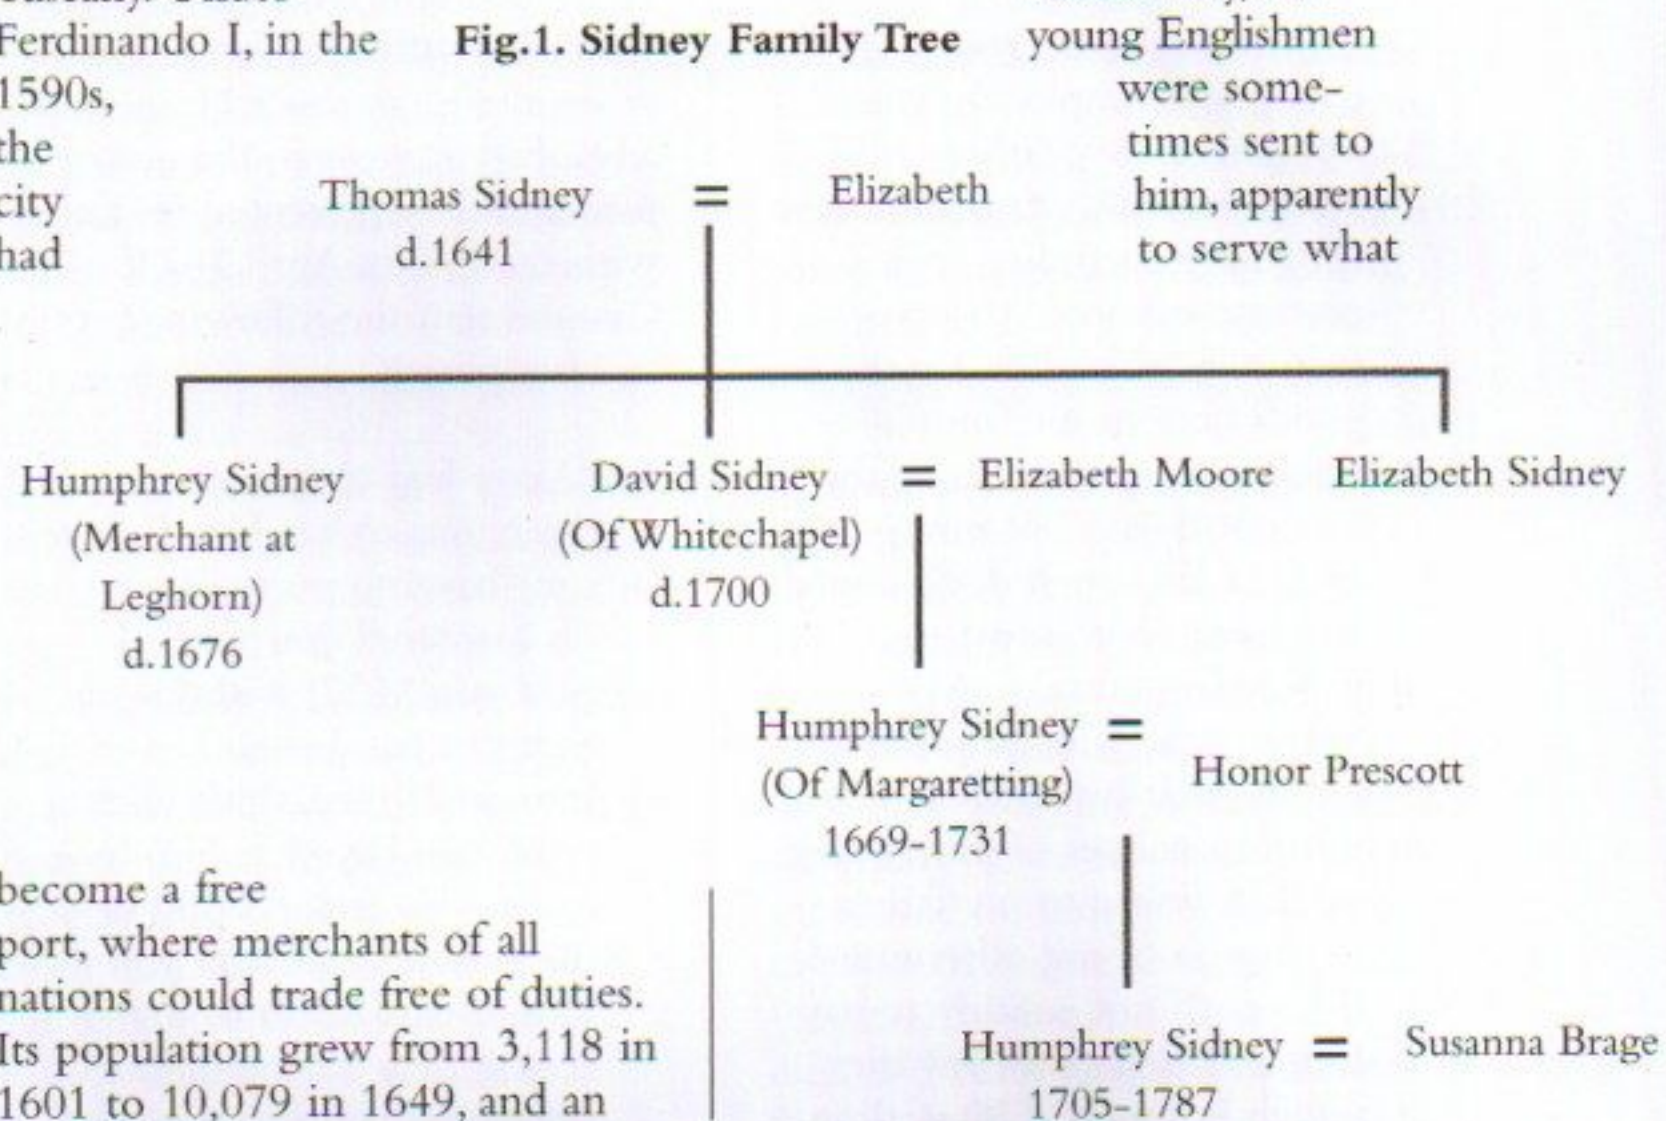 Ferdinando I, in the
1590s,
the
city
had
Fig.1. Sidney Family Tree
young Englishmen
were some-
times sent to
him, apparently
to serve what
Thomas Sidney = Elizabeth
d.1641
Humphrey Sidney
(Merchant at
Leghorn)
d.1676
David Sidney = Elizabeth Moore
(Of Whitechapel)
d.1700
Elizabeth Sidney
Humphrey Sidney =
(Of Margaretting)
1669-1731
Honor Prescott
Humphrey Sidney = Susanna Brage
1705-1787
become a free
port, where merchants of all
nations could trade free of duties.
Its population grew from 3,118 in
1601 to 10,079 in 1649, and an